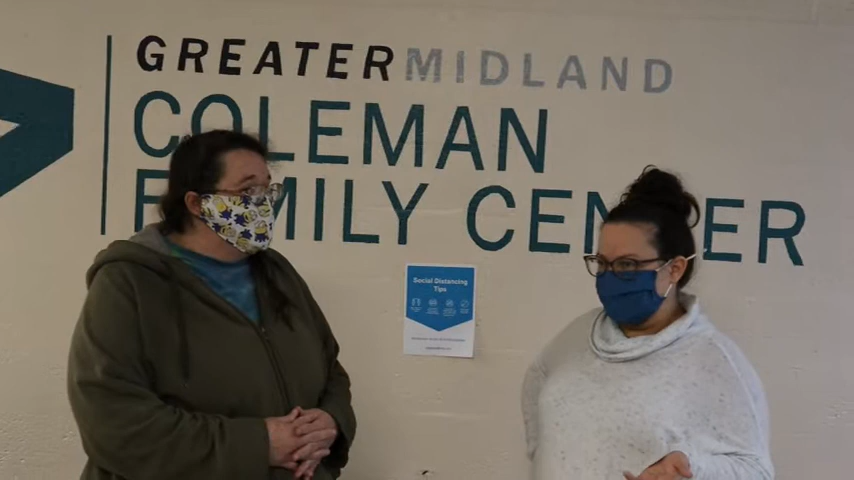 GREATERMIDLAND
COLEMAN
FAMILY CENTER
Social Distancing
Tips